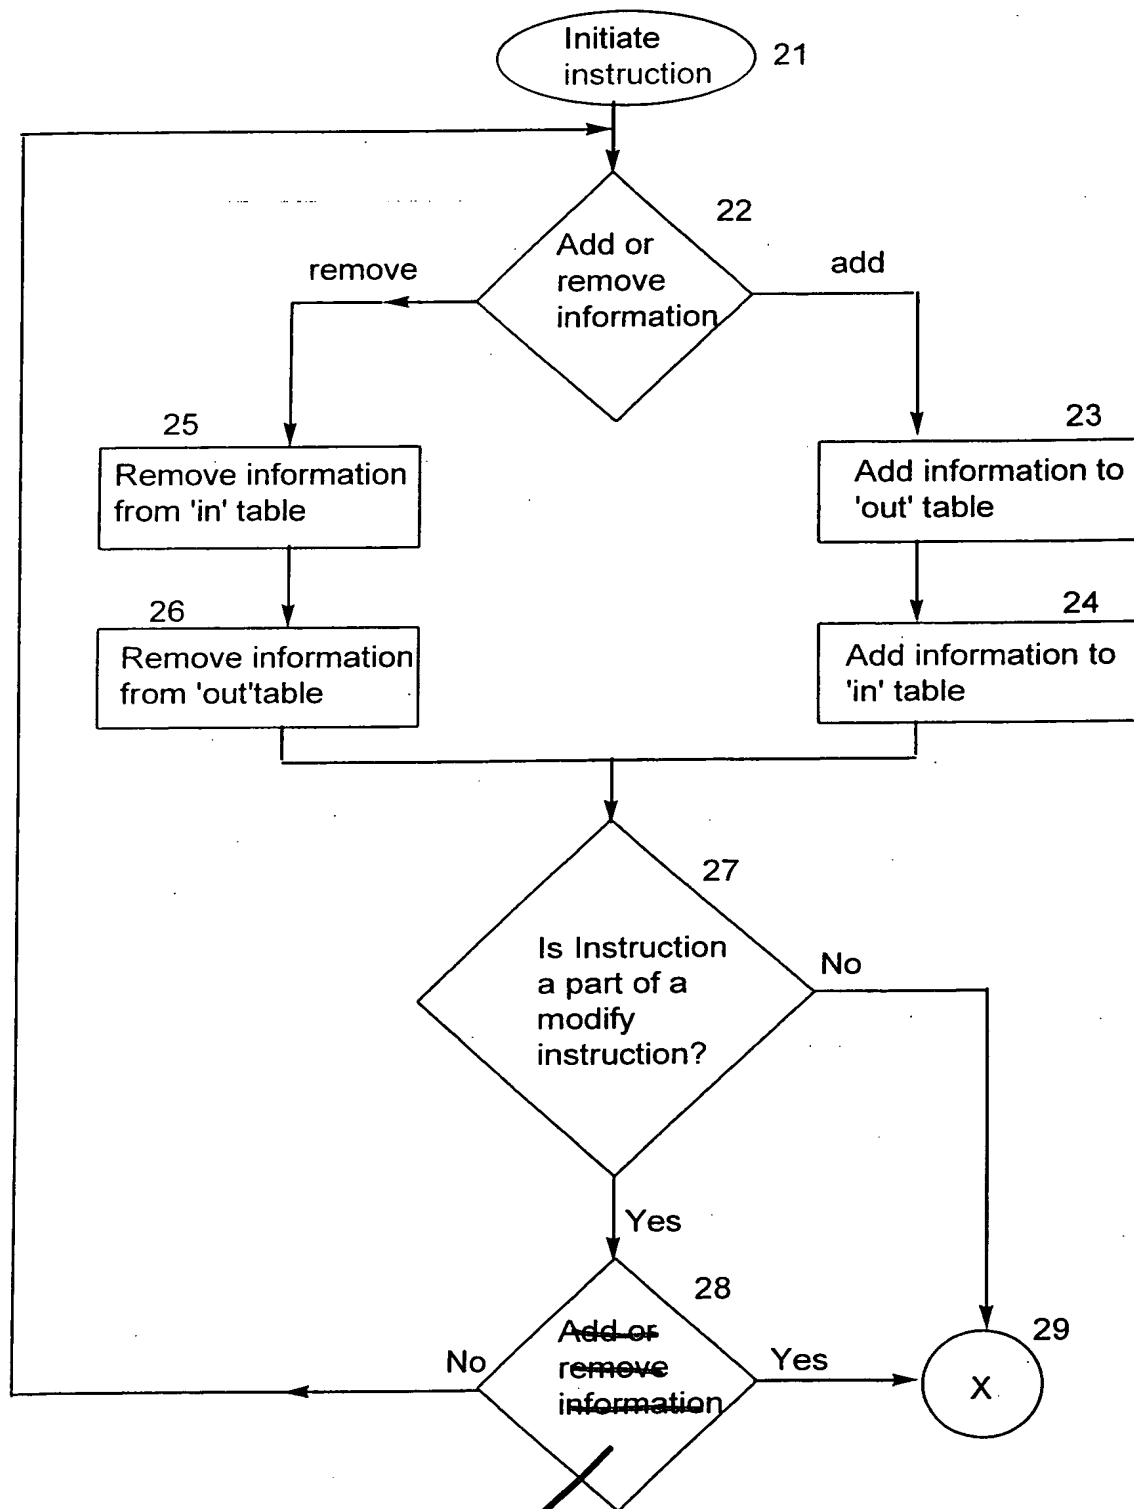 Initiate
instruction
21
22
Add or
remove
information
remove
add
25
Remove information
from 'in' table
23
Add information to
'out' table
26
Remove information
from 'out'table
24
Add information to
'in' table
27
Is Instruction
a part of a
modify
instruction?
No
Yes
28
Add or
remove
information
No
Yes
29
X